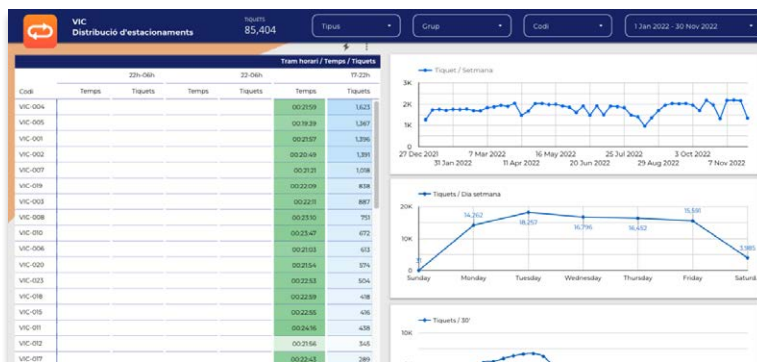 VIC
Distribució d'estacionaments
TIQUETS
85,404
Tipus
Grup
Codi
1 Jan 2022 - 30 Nov 2022
Tram horari / Temps / Tiquets
22h-06h 22-06h 17-22h
Codi Temps Tiquets Temps Tiquets Temps Tiquets
VIC-004 00:21:59 1,623
VIC-005 00:19:39 1,367
VIC-001 00:21:57 1,396
VIC-002 00:20:49 1,391
VIC-007 00:21:21 1,018
VIC-019 00:22:09 838
VIC-003 00:22:11 887
VIC-008 00:23:10 751
VIC-010 00:23:47 672
VIC-006 00:21:03 613
VIC-020 00:21:54 574
VIC-023 00:22:53 504
VIC-018 00:22:59 418
VIC-015 00:22:55 416
VIC-011 00:24:16 438
VIC-012 00:21:56 345
VIC-017 00:22:43 289
Tiquet / Setmana
3K
2K
1K
0
27 Dec 2021 7 Mar 2022 16 May 2022 25 Jul 2022 3 Oct 2022
31 Jan 2022 11 Apr 2022 20 Jun 2022 29 Aug 2022 7 Nov 2022
Tiquets / Dia setmana
20K
10K
0
14,262
18,257
16,796
16,452
15,591
3,985
Sunday Monday Tuesday Wednesday Thursday Friday Saturd
Tiquets / 30'
10K